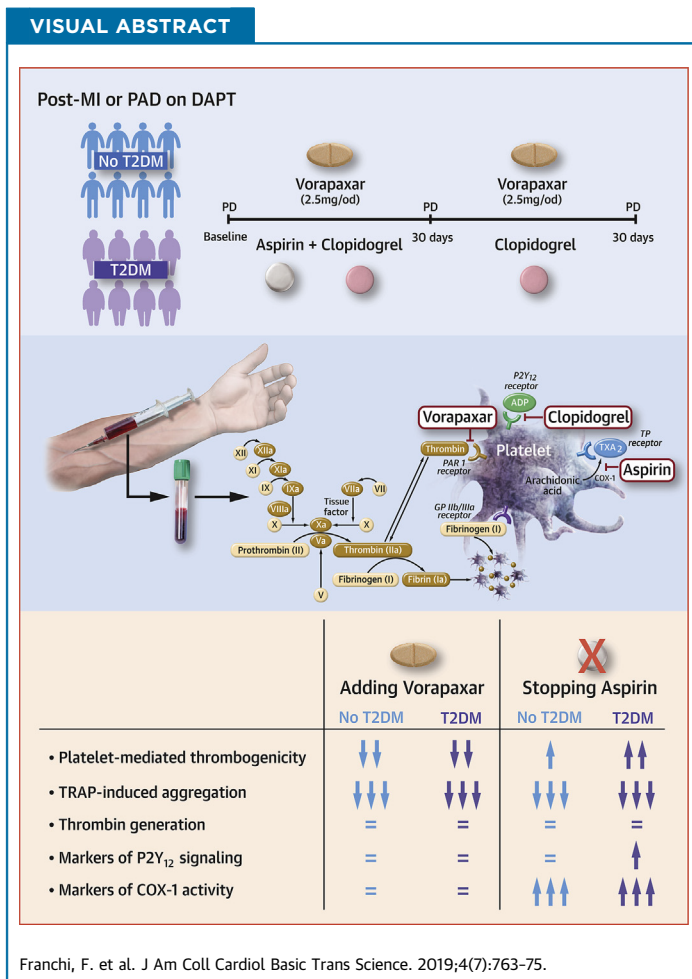 VISUAL ABSTRACT
Post-MI or PAD on DAPT
No T2DM
T2DM
Vorapaxar
(2.5mg/od)
Vorapaxar
(2.5mg/od)
PD
PD
PD
Baseline
Aspirin + Clopidogrel
30 days
Clopidogrel
30 days
P2Y12
receptor
ADP
Vorapaxar
Clopidogrel
Thrombin
Platelet
TXA2
TP
receptor
PAR 1
receptor
Arachidonic
acid
COX-1
Aspirin
XII
XIIa
XI
XIa
IX
IXa
VIIIa
VIIa
VII
Tissue
factor
X
Xa
X
Va
GP IIb/IIIa
receptor
Fibrinogen (I)
Prothrombin (II)
Thrombin (IIa)
Fibrinogen (I)
Fibrin (Ia)
V
X
Adding Vorapaxar
Stopping Aspirin
No T2DM T2DM No T2DM T2DM
• Platelet-mediated thrombogenicity ↓↓ ↓↓ ↑ ↑↑
• TRAP-induced aggregation ↓↓↓ ↓↓↓ ↓↓↓ ↓↓↓
• Thrombin generation = = = =
• Markers of P2Y12 signaling = = = ↑
• Markers of COX-1 activity = = ↑↑↑ ↑↑↑
Franchi, F. et al. J Am Coll Cardiol Basic Trans Science. 2019;4(7):763–75.